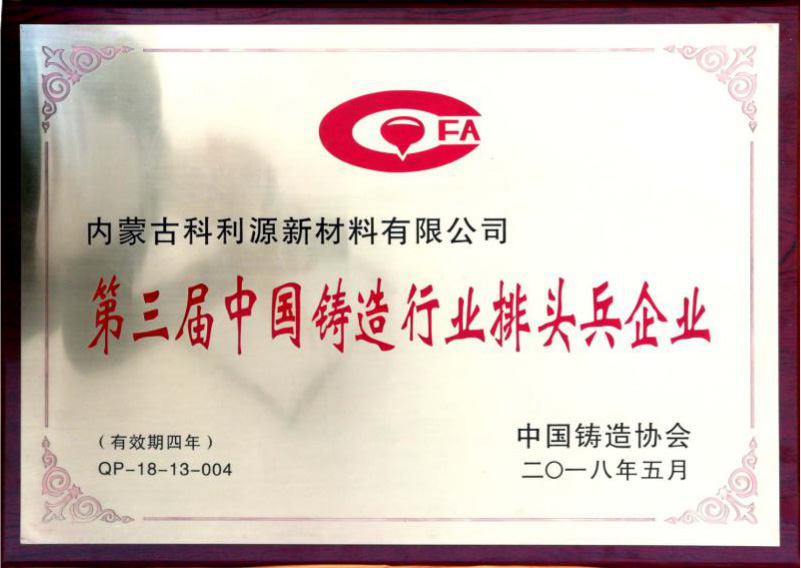 FA
内蒙古科利源新材料有限公司
第三届中国铸造行业排头兵企业
（有效期四年）
QP-18-13-004
中国铸造协会
二〇一八年五月